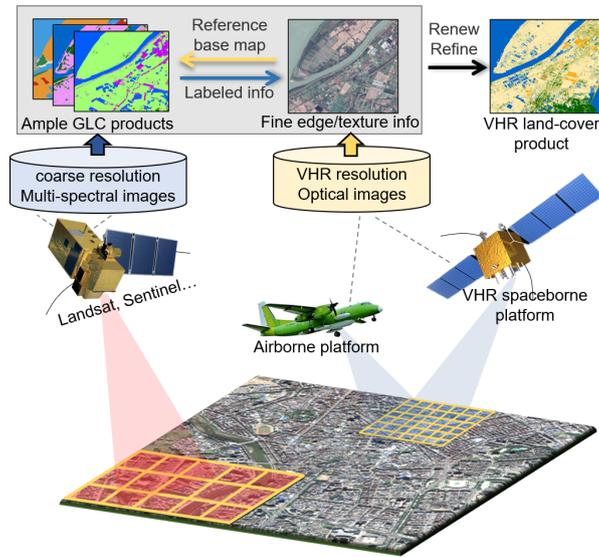 Reference
base map
Renew
Refine
Labeled info
Ample GLC products
Fine edge/texture info
VHR land-cover
product
coarse resolution
Multi-spectral images
VHR resolution
Optical images
Landsat, Sentinel...
VHR spaceborne
platform
Airborne platform